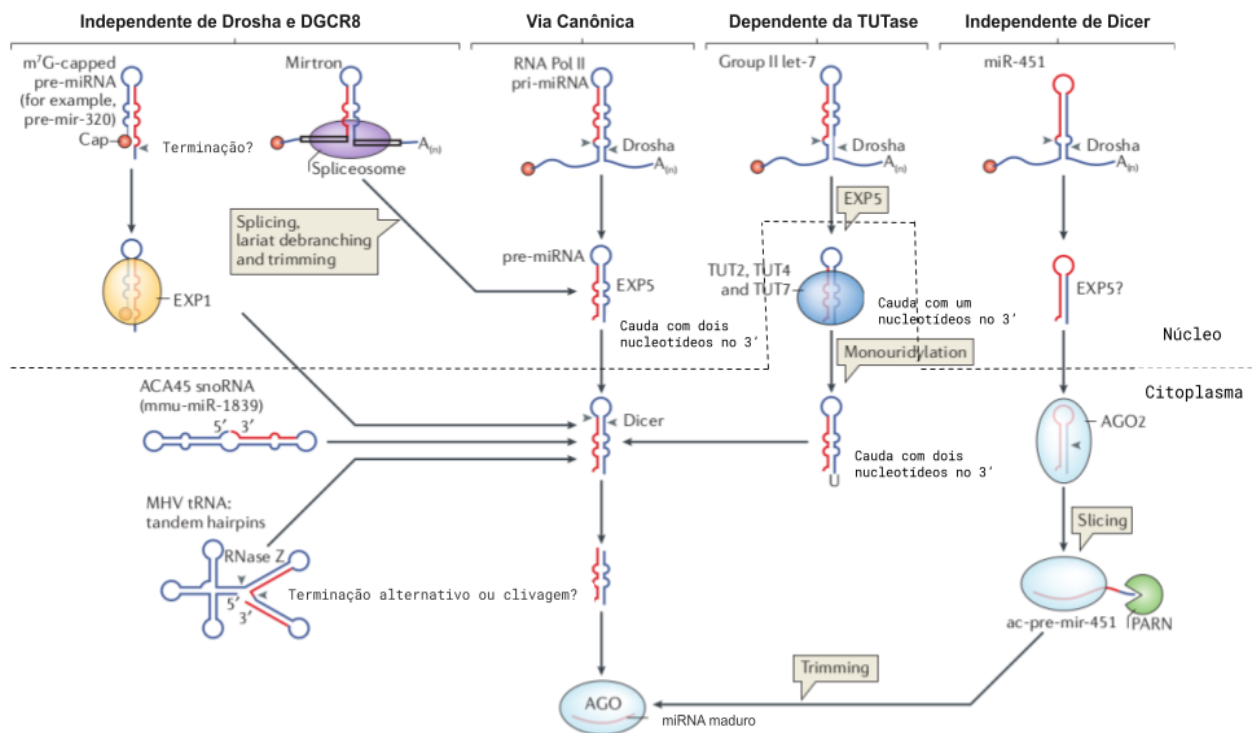 Independente de Drosha e DGCR8
Via Canônica
Dependente da TUTase
Independente de Dicer
m⁷G-capped
pre-miRNA
(for example,
pre-mir-320)
Cap
Terminação?
Mirtron
A(n)
Spliceosome
RNA Pol II
pri-miRNA
Drosha
A(n)
Group II let-7
Drosha
A(n)
miR-451
Drosha
A(n)
Splicing,
lariat debranching
and trimming
EXP5
EXP1
pre-miRNA
EXP5
Cauda com dois
nucleotídeos no 3′
TUT2, TUT4
and TUT7
Cauda com um
nucleotídeos no 3′
EXP5?
Núcleo
Monouridylation
Citoplasma
ACA45 snoRNA
(mmu-miR-1839)
5′ 3′
Dicer
Cauda com dois
nucleotídeos no 3′
U
AGO2
MHV tRNA:
tandem hairpins
RNase Z
5′
3′
Terminação alternativo ou clivagem?
Slicing
ac-pre-mir-451
PARN
Trimming
AGO
miRNA maduro